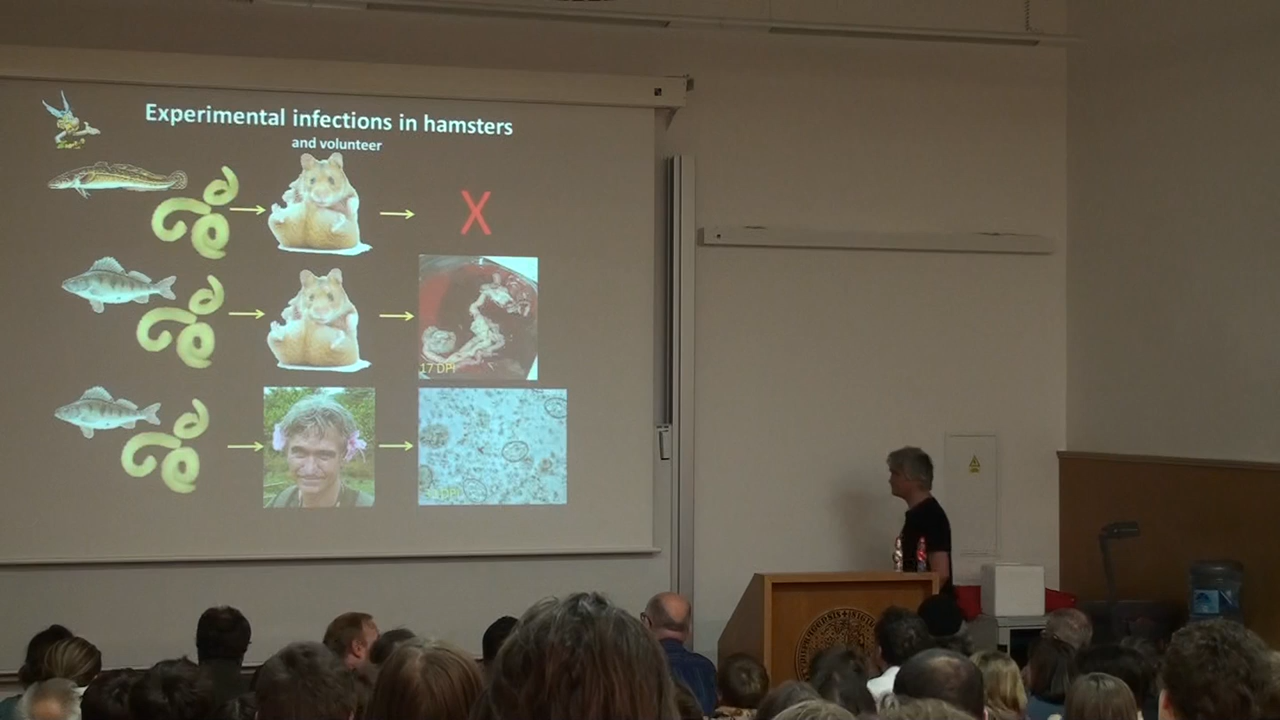 Experimental infections in hamsters
and volunteer
X
17 DPI